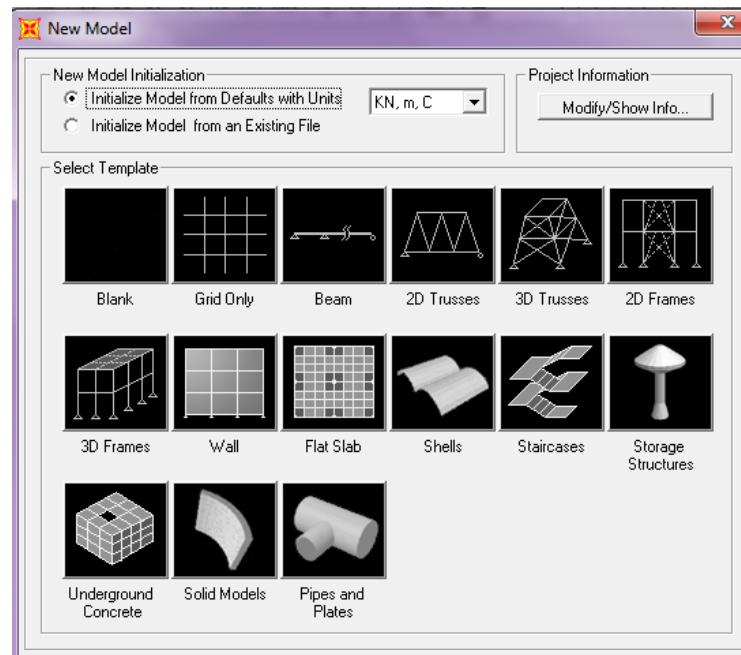 New Model
New Model Initialization
Initialize Model from Defaults with Units
KN, m, C
Initialize Model from an Existing File
Project Information
Modify/Show Info...
Select Template
Blank
Grid Only
Beam
2D Trusses
3D Trusses
2D Frames
3D Frames
Wall
Flat Slab
Shells
Staircases
Storage
Structures
Underground
Concrete
Solid Models
Pipes and
Plates